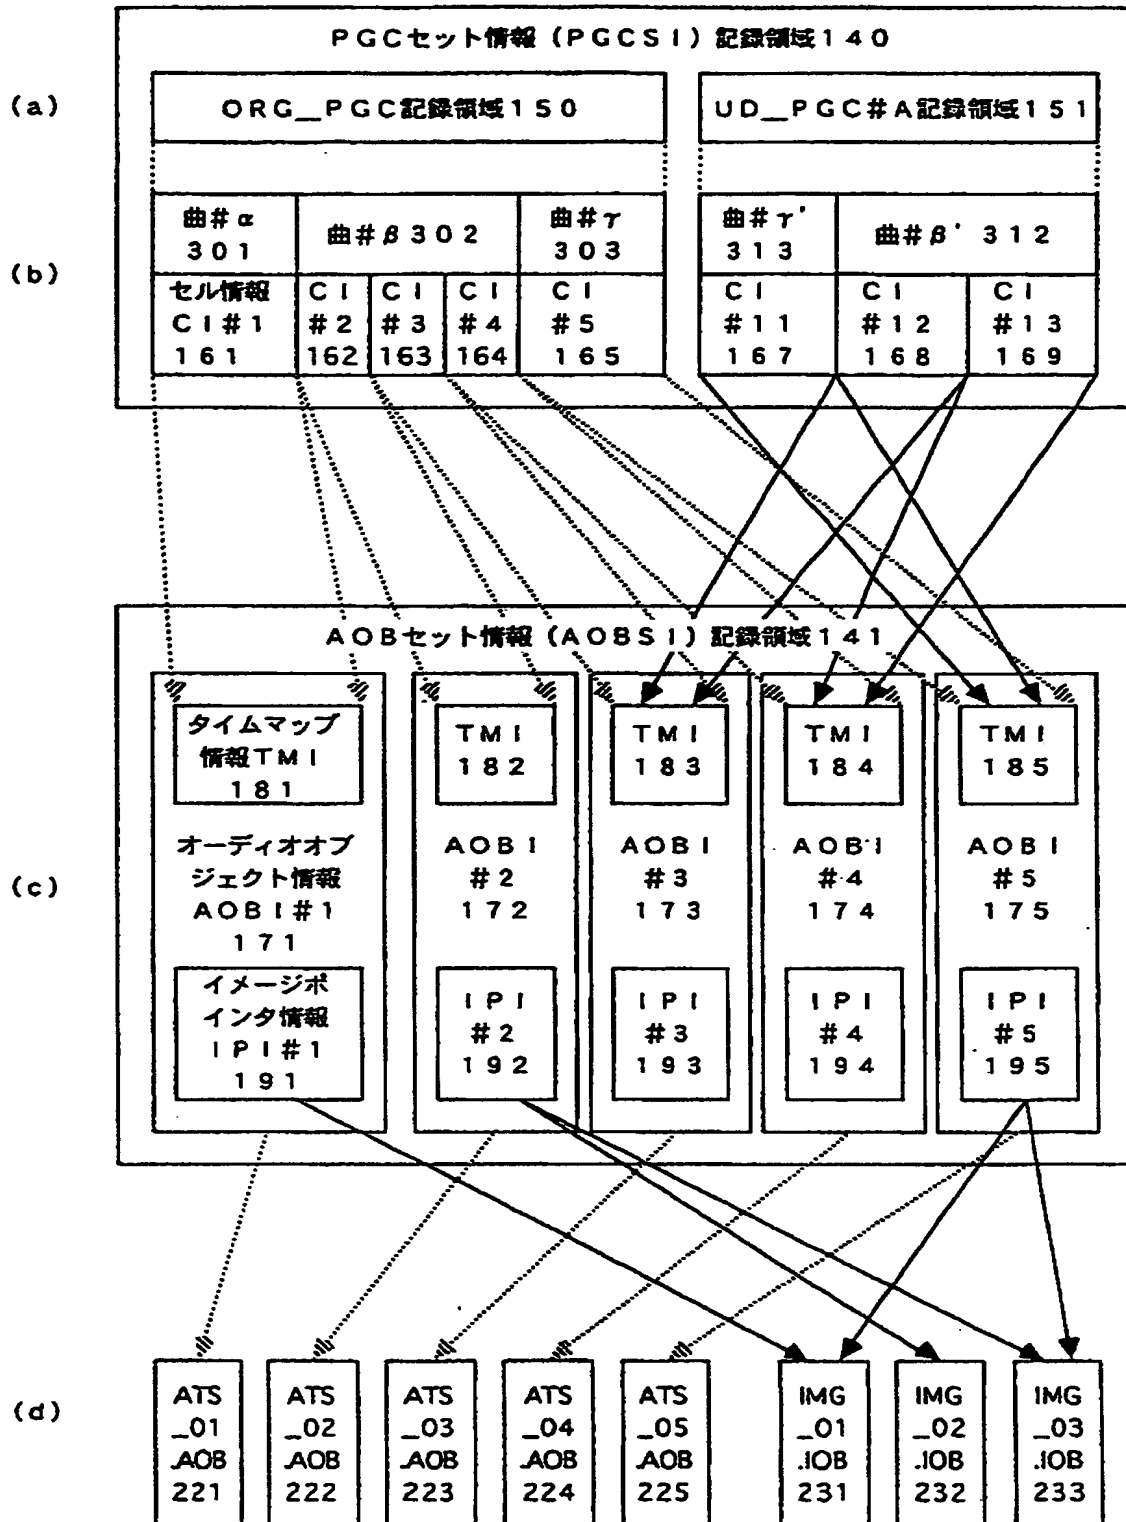 PGCセット情報(PGCSI)記録領域140
(a)
ORG_PGC記録領域150
UD_PGC#A記録領域151
(b)
曲#α
301
曲#β302
曲#γ
303
曲#γ'
313
曲#β' 312
セル情報
CI#1
161
CI
#2
162
CI
#3
163
CI
#4
164
CI
#5
165
CI
#11
167
CI
#12
168
CI
#13
169
AOBセット情報(AOBSI)記録領域141
(c)
タイムマップ
情報TMI
181
TMI
182
TMI
183
TMI
184
TMI
185
オーディオオブ
ジェクト情報
AOBI#1
171
AOBI
#2
172
AOBI
#3
173
AOBI
#4
174
AOBI
#5
175
イメージポ
インタ情報
IPI#1
191
IPI
#2
192
IPI
#3
193
IPI
#4
194
IPI
#5
195
(d)
ATS
_01
.AOB
221
ATS
_02
.AOB
222
ATS
_03
.AOB
223
ATS
_04
.AOB
224
ATS
_05
.AOB
225
IMG
_01
.IOB
231
IMG
_02
.IOB
232
IMG
_03
.IOB
233